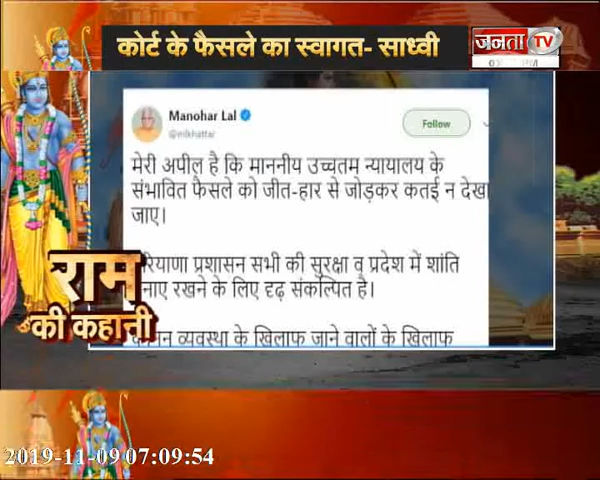 कोर्ट के फैसले का स्वागत- साध्वी
जनता TV
Manohar Lal
@mlkhattar
Follow
मेरी अपील है कि माननीय उच्चतम न्यायालय के
संभावित फैसले को जीत-हार से जोड़कर कतई न देखा
जाए।
प्रशासन सभी की सुरक्षा व प्रदेश में शांति
रखने के लिए दृढ़ संकल्पित है।
व्यवस्था के खिलाफ जाने वालों के खिलाफ
राम
की कहानी
2019-11-09 07:09:54